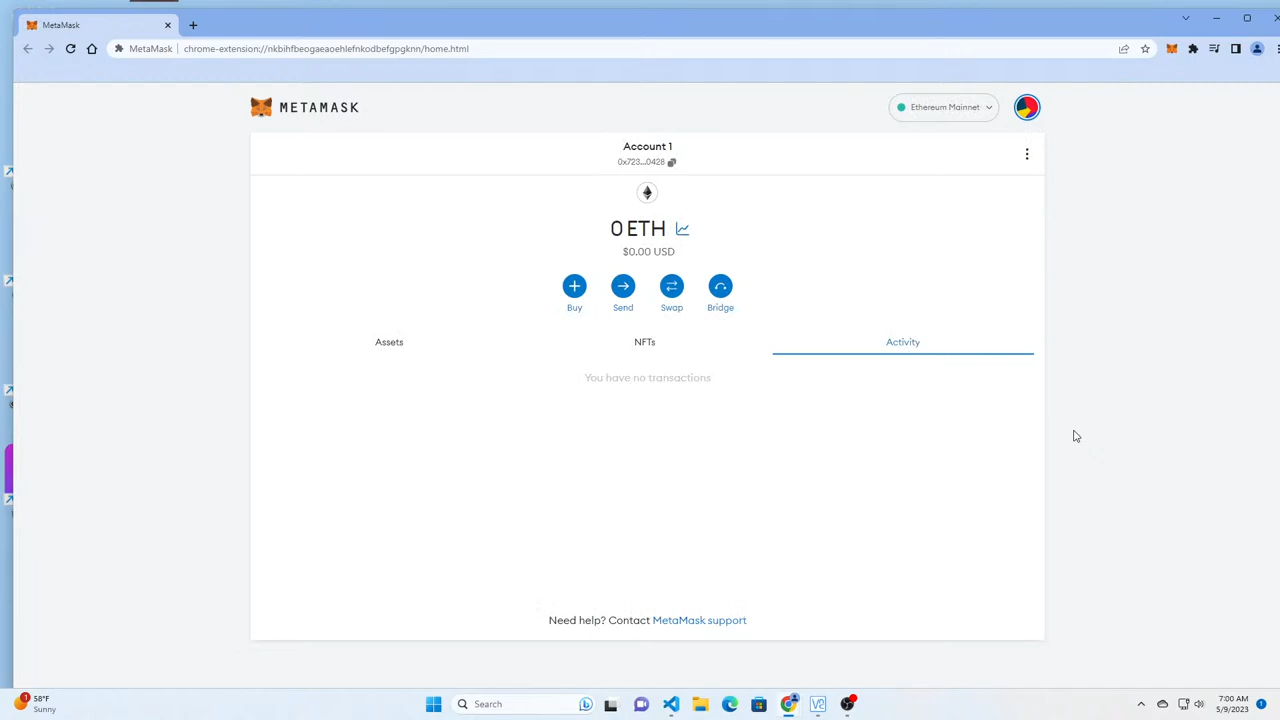 MetaMask
MetaMask chrome-extension://nkbihfbeogaeaoehlefnkodbefgpgknn/home.html
METAMASK
Ethereum Mainnet
Account 1
0x723...0428
0 ETH
$0.00 USD
Buy Send Swap Bridge
Assets NFTs Activity
You have no transactions
Need help? Contact MetaMask support
1
58°F
Sunny
Search
7:00 AM
5/9/2023
1